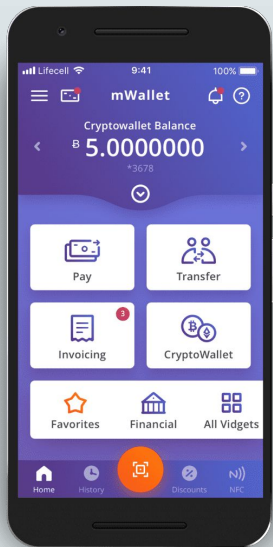 Lifecell 9:41 100%
mWallet
Cryptowallet Balance
Ƀ 5.0000000
*3678
Pay Transfer
3
Invoicing CryptoWallet
Favorites Financial All Vidgets
Home History Discounts NFC